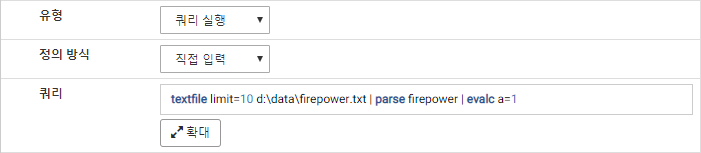 유형 쿼리 실행
정의 방식 직접 입력
쿼리 textfile limit=10 d:\data\firepower.txt | parse firepower | evalc a=1
확대